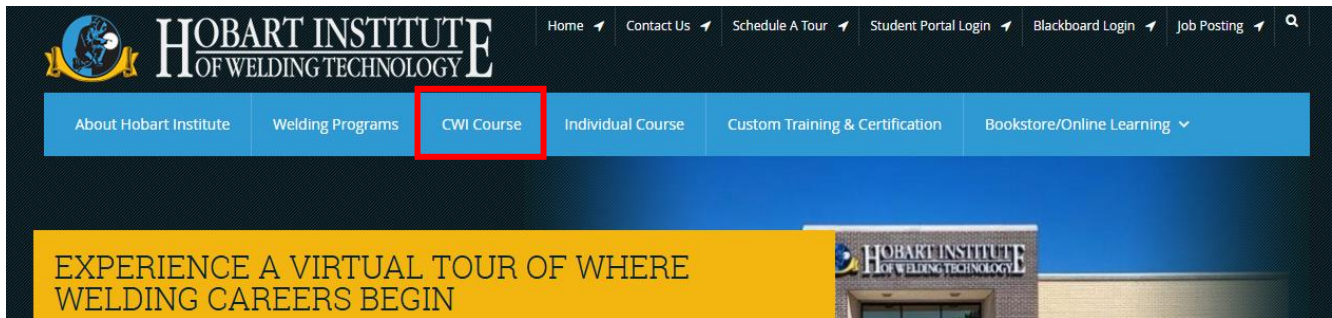 HOBART INSTITUTE
OF WELDING TECHNOLOGY
Home
Contact Us
Schedule A Tour
Student Portal Login
Blackboard Login
Job Posting
About Hobart Institute
Welding Programs
CWI Course
Individual Course
Custom Training & Certification
Bookstore/Online Learning
EXPERIENCE A VIRTUAL TOUR OF WHERE
WELDING CAREERS BEGIN
HOBART INSTITUTE
OF WELDING TECHNOLOGY